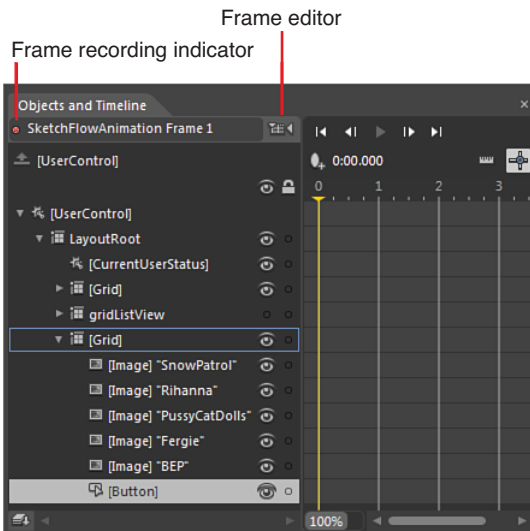 Frame editor
Frame recording indicator
Objects and Timeline
SketchFlowAnimation Frame 1
[UserControl]
0:00.000
0 1 2 3
[UserControl]
LayoutRoot
[CurrentUserStatus]
[Grid]
gridListView
[Grid]
[Image] "SnowPatrol"
[Image] "Rihanna"
[Image] "PussyCatDolls"
[Image] "Fergie"
[Image] "BEP"
[Button]
100%